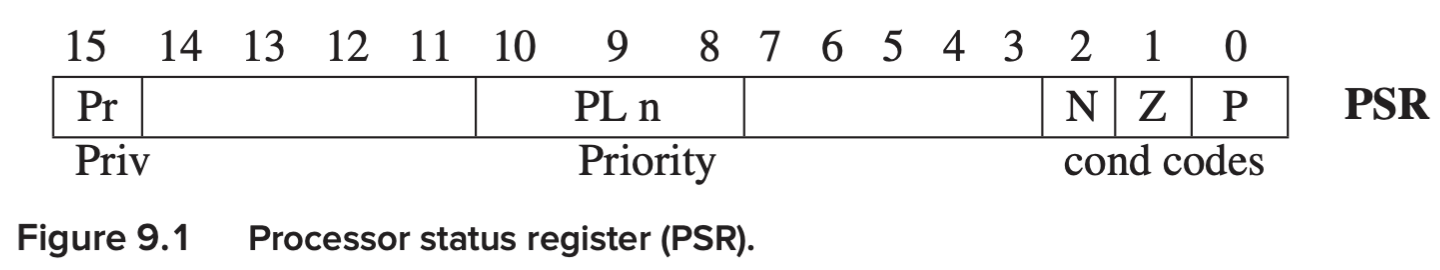 15 14 13 12 11 10 9 8 7 6 5 4 3 2 1 0
Pr PL n N Z P PSR
Priv Priority cond codes
Figure 9.1 Processor status register (PSR).